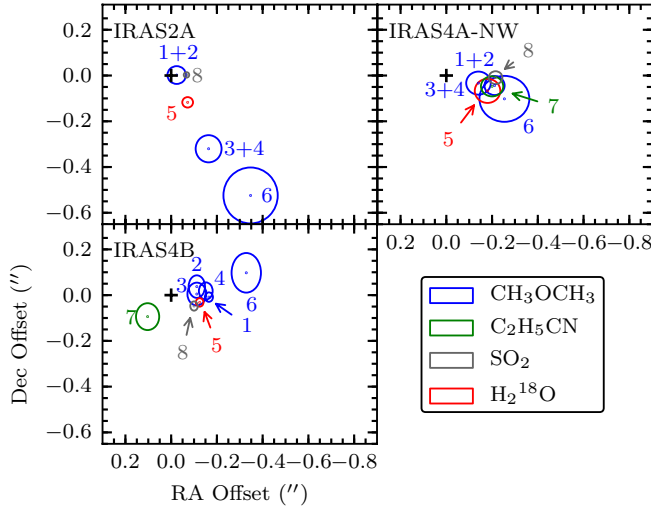 IRAS2A
IRAS4A-NW
0.2
0.0
−0.2
−0.4
−0.6
1+2
8
5
3+4
6
1+2
8
3+4
7
5
6
0.2 0.0 −0.2 −0.4 −0.6 −0.8
IRAS4B
0.2
0.0
−0.2
−0.4
−0.6
2
3
4
6
7
1
5
8
CH₃OCH₃
C₂H₅CN
SO₂
H₂¹⁸O
0.2 0.0 −0.2 −0.4 −0.6 −0.8
RA Offset (′′)
Dec Offset (′′)